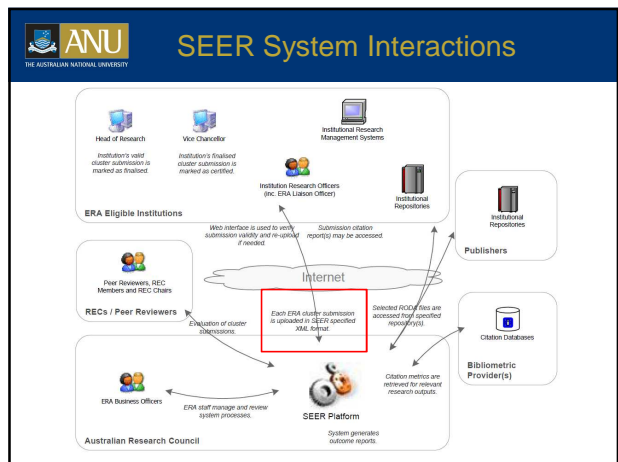 ANU
THE AUSTRALIAN NATIONAL UNIVERSITY
SEER System Interactions
Head of Research
Institution's valid
cluster submission is
marked as finalised.
Vice Chancellor
Institution's finalised
cluster submission is
marked as certified.
Institutional Research
Management Systems
Institution Research Officers
(inc. ERA Liaison Officer)
Institutional
Repositories
ERA Eligible Institutions
Web interface is used to verify
submission validity and re-upload
if needed.
Submission citation
report(s) may be accessed.
Institutional
Repositories
Publishers
Peer Reviewers, REC
Members and REC Chairs
RECs / Peer Reviewers
Internet
Evaluation of cluster
submissions.
Each ERA cluster submission
is uploaded in SEER specified
XML format.
Selected RODA files are
accessed from specified
repository(s).
Citation Databases
Bibliometric
Provider(s)
ERA Business Officers
ERA staff manage and review
system processes.
SEER Platform
Citation metrics are
retrieved for relevant
research outputs.
System generates
outcome reports.
Australian Research Council